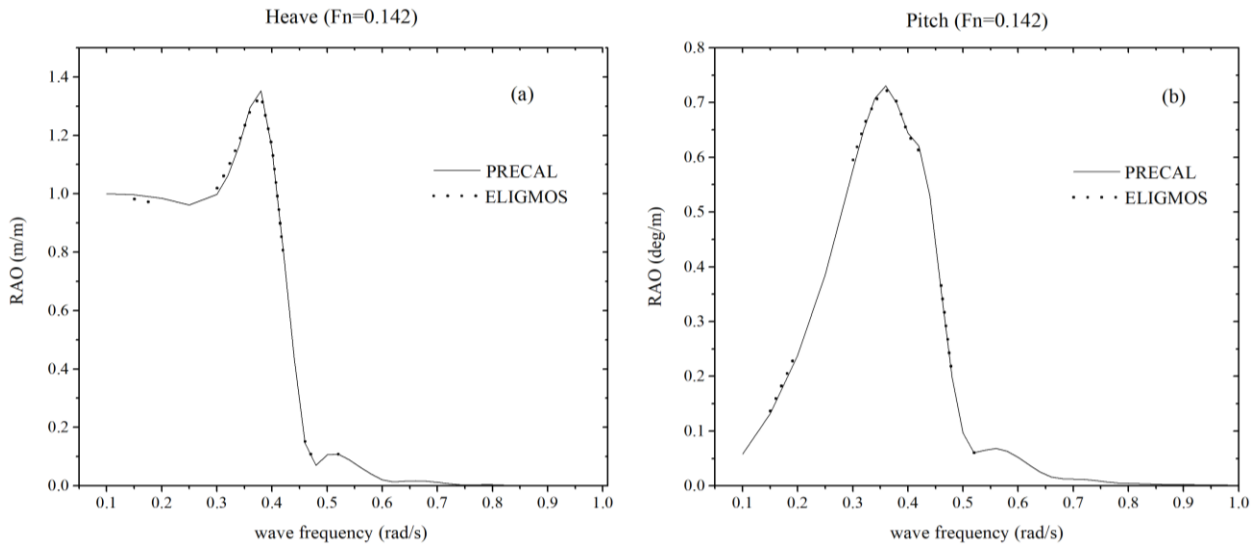 Heave (Fn=0.142)
1.4
1.2
1.0
0.8
0.6
0.4
0.2
0.0
RAO (m/m)
(a)
PRECAL
ELIGMOS
0.1 0.2 0.3 0.4 0.5 0.6 0.7 0.8 0.9 1.0
wave frequency (rad/s)
Pitch (Fn=0.142)
0.8
0.7
0.6
0.5
0.4
0.3
0.2
0.1
0.0
RAO (deg/m)
(b)
PRECAL
ELIGMOS
0.1 0.2 0.3 0.4 0.5 0.6 0.7 0.8 0.9 1.0
wave frequency (rad/s)